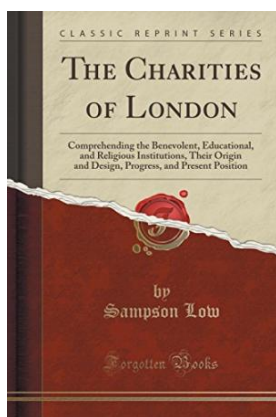 CLASSIC REPRINT SERIES
THE CHARITIES
OF LONDON
Comprehending the Benevolent, Educational,
and Religious Institutions, Their Origin
and Design, Progress, and Present Position
by
Sampson Low
Forgotten Books